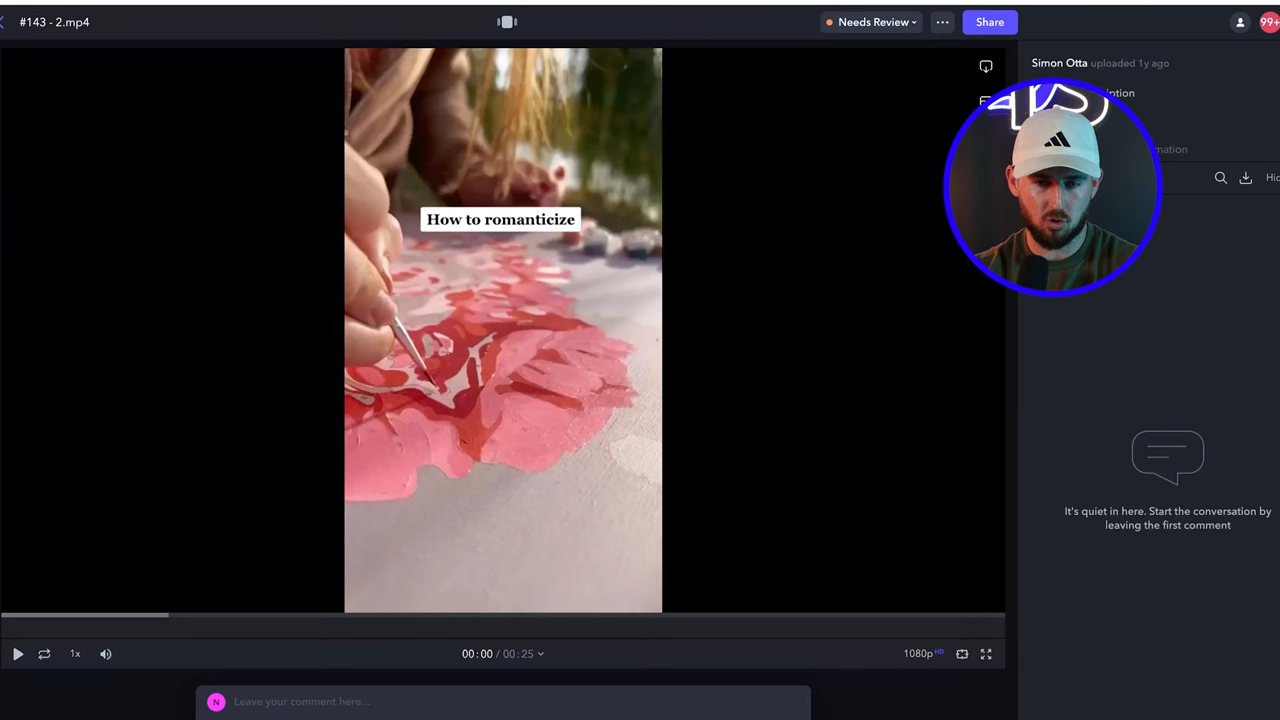 #143 - 2.mp4
Needs Review
Share
99+
Simon Otta uploaded 1y ago
How to romanticize
It's quiet in here. Start the conversation by
leaving the first comment
1x
00:00 / 00:25
1080p HD
N
Leave your comment here...